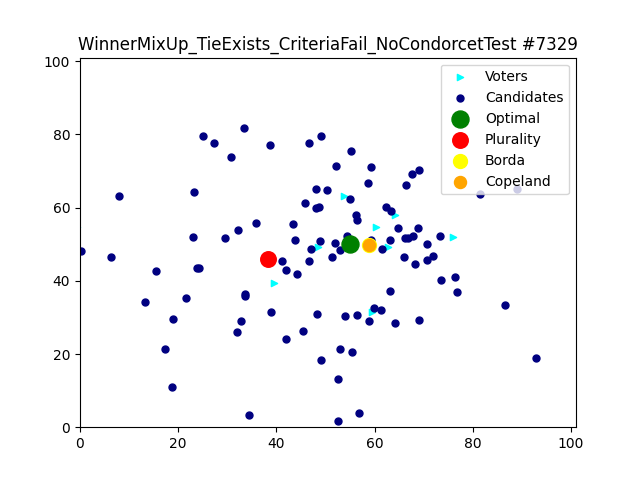 WinnerMixUp_TieExists_CriteriaFail_NoCondorcetTest #7329
100
80
60
40
20
0
0 20 40 60 80 100
Voters
Candidates
Optimal
Plurality
Borda
Copeland